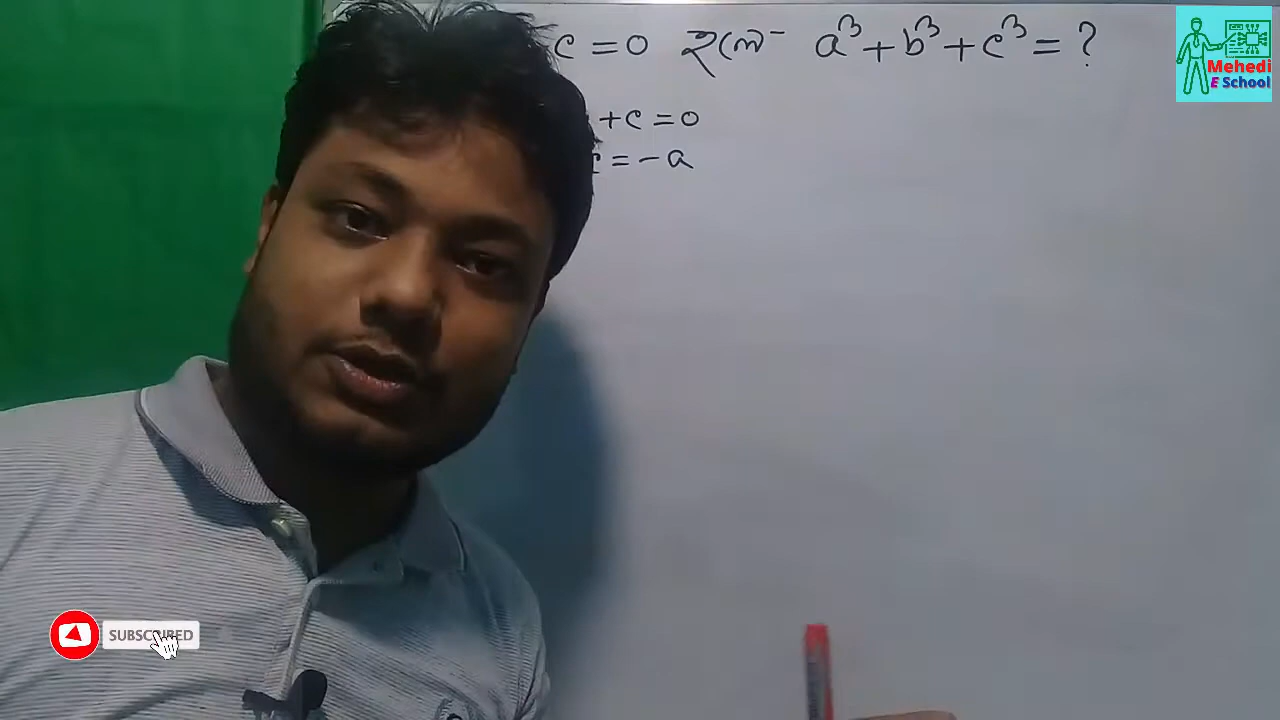 c = 0 হলে- a³ + b³ + c³ = ?
+ c = 0
= - a
Mehedi
E School
SUBSCRIBED